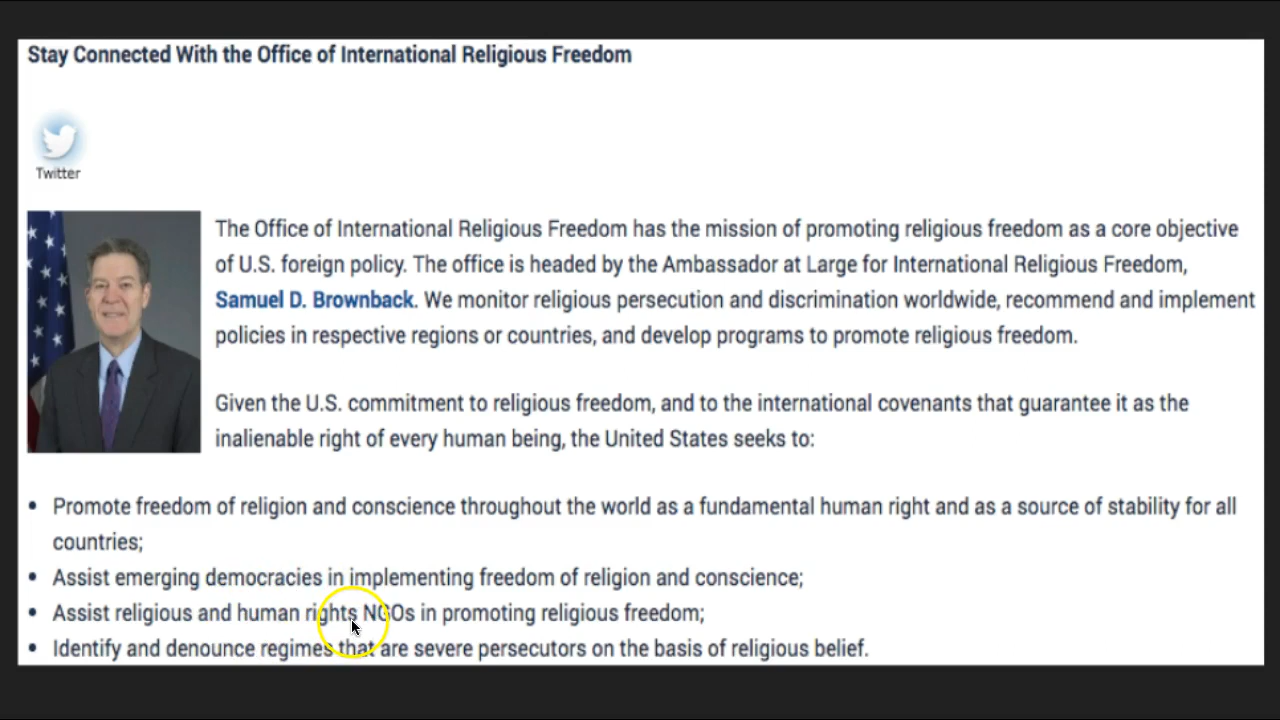 Stay Connected With the Office of International Religious Freedom
Twitter
The Office of International Religious Freedom has the mission of promoting religious freedom as a core objective
of U.S. foreign policy. The office is headed by the Ambassador at Large for International Religious Freedom,
Samuel D. Brownback. We monitor religious persecution and discrimination worldwide, recommend and implement
policies in respective regions or countries, and develop programs to promote religious freedom.
Given the U.S. commitment to religious freedom, and to the international covenants that guarantee it as the
inalienable right of every human being, the United States seeks to:
• Promote freedom of religion and conscience throughout the world as a fundamental human right and as a source of stability for all
countries;
• Assist emerging democracies in implementing freedom of religion and conscience;
• Assist religious and human rights NGOs in promoting religious freedom;
• Identify and denounce regimes that are severe persecutors on the basis of religious belief.